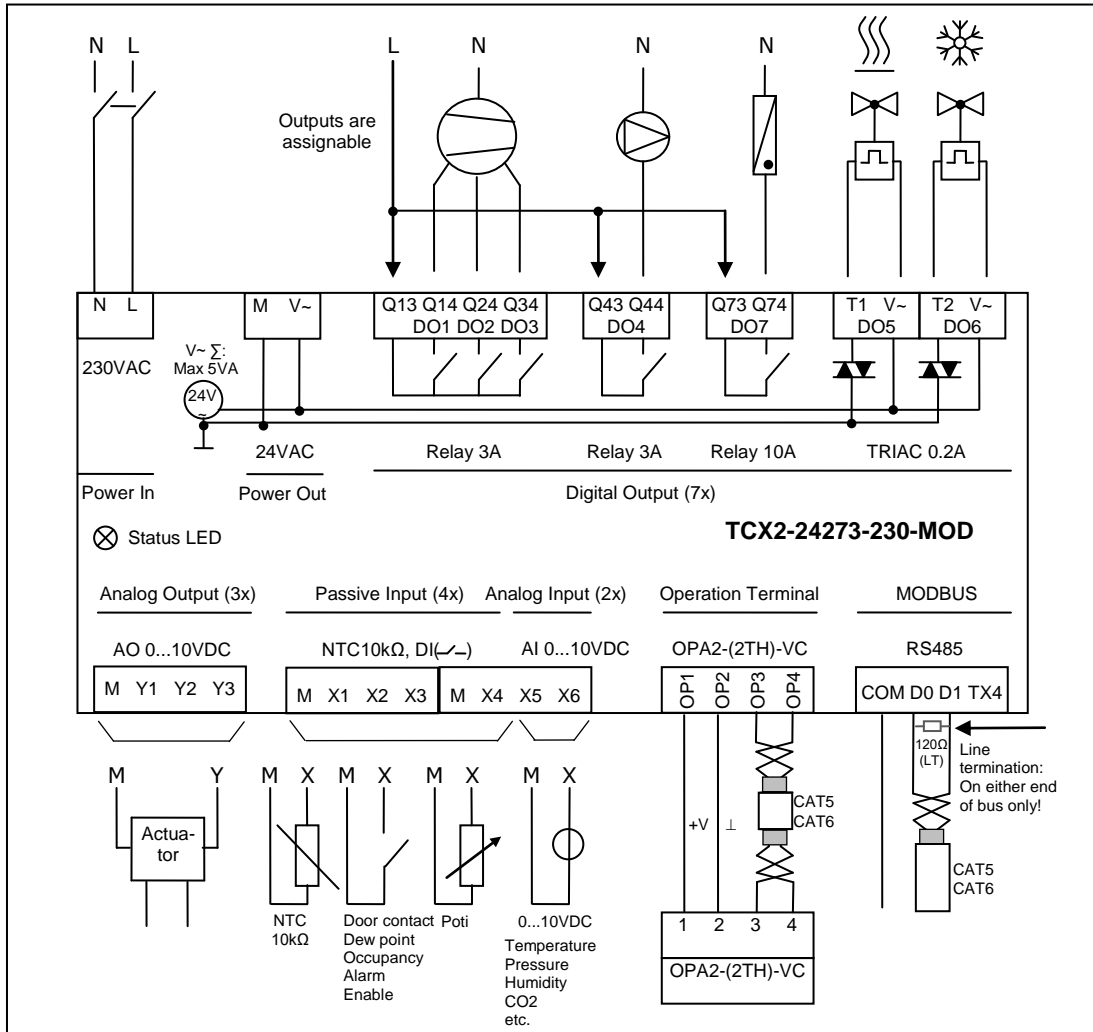 N L
L
N
N
N
Outputs are
assignable
N L
M V~
Q13 Q14 Q24 Q34
DO1 DO2 DO3
Q43 Q44
DO4
Q73 Q74
DO7
T1 V~
DO5
T2 V~
DO6
230VAC
V~ ∑:
Max 5VA
24V
~
24VAC
Relay 3A
Relay 3A
Relay 10A
TRIAC 0.2A
Power In
Power Out
Digital Output (7x)
Status LED
TCX2-24273-230-MOD
Analog Output (3x)
Passive Input (4x)
Analog Input (2x)
Operation Terminal
MODBUS
AO 0...10VDC
NTC10kΩ, DI( )
AI 0...10VDC
OPA2-(2TH)-VC
RS485
M Y1 Y2 Y3
M X1 X2 X3
M X4 X5 X6
OP1
OP2
OP3
OP4
COM D0 D1 TX4
120Ω
(LT)
Line
termination:
On either end
of bus only!
M Y
M X
M X
M X
M X
Actua-
tor
+V
⊥
CAT5
CAT6
CAT5
CAT6
NTC
10kΩ
Door contact
Dew point
Occupancy
Alarm
Enable
Poti
0...10VDC
Temperature
Pressure
Humidity
CO2
etc.
1 2 3 4
OPA2-(2TH)-VC